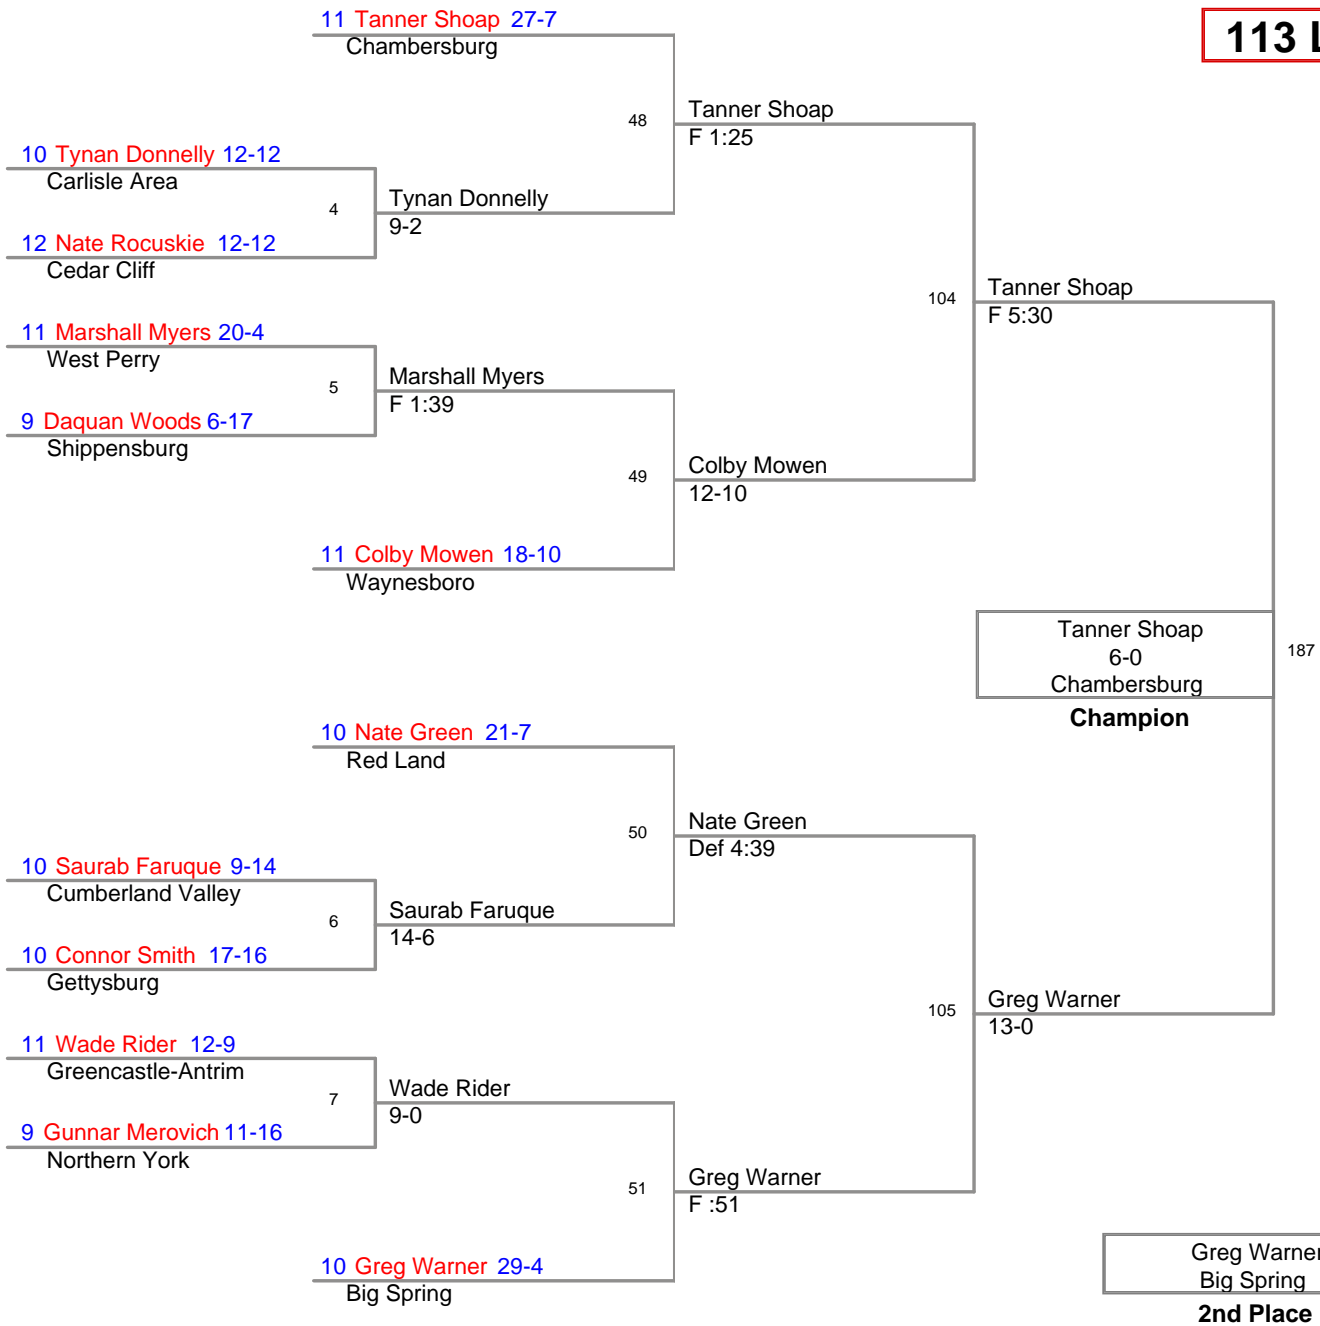 11 Tanner Shoap 27-7
Chambersburg
113 L
48
Tanner Shoap
F 1:25
10 Tynan Donnelly 12-12
Carlisle Area
4
Tynan Donnelly
9-2
12 Nate Rocuskie 12-12
Cedar Cliff
104
Tanner Shoap
F 5:30
11 Marshall Myers 20-4
West Perry
5
Marshall Myers
F 1:39
9 Daquan Woods 6-17
Shippensburg
49
Colby Mowen
12-10
11 Colby Mowen 18-10
Waynesboro
Tanner Shoap
6-0
Chambersburg
Champion
187
10 Nate Green 21-7
Red Land
50
Nate Green
Def 4:39
10 Saurab Faruque 9-14
Cumberland Valley
6
Saurab Faruque
14-6
10 Connor Smith 17-16
Gettysburg
105
Greg Warner
13-0
11 Wade Rider 12-9
Greencastle-Antrim
7
Wade Rider
9-0
9 Gunnar Merovich 11-16
Northern York
51
Greg Warner
F :51
10 Greg Warner 29-4
Big Spring
Greg Warner
Big Spring
2nd Place